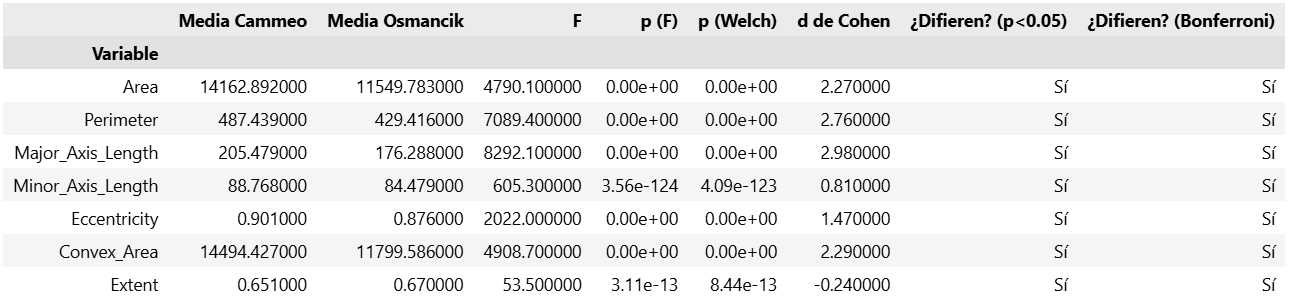 Media Cammeo Media Osmancik F p (F) p (Welch) d de Cohen ¿Difieren? (p<0.05) ¿Difieren? (Bonferroni)
Variable
Area 14162.892000 11549.783000 4790.100000 0.00e+00 0.00e+00 2.270000 Sí Sí
Perimeter 487.439000 429.416000 7089.400000 0.00e+00 0.00e+00 2.760000 Sí Sí
Major_Axis_Length 205.479000 176.288000 8292.100000 0.00e+00 0.00e+00 2.980000 Sí Sí
Minor_Axis_Length 88.768000 84.479000 605.300000 3.56e-124 4.09e-123 0.810000 Sí Sí
Eccentricity 0.901000 0.876000 2022.000000 0.00e+00 0.00e+00 1.470000 Sí Sí
Convex_Area 14494.427000 11799.586000 4908.700000 0.00e+00 0.00e+00 2.290000 Sí Sí
Extent 0.651000 0.670000 53.500000 3.11e-13 8.44e-13 -0.240000 Sí Sí